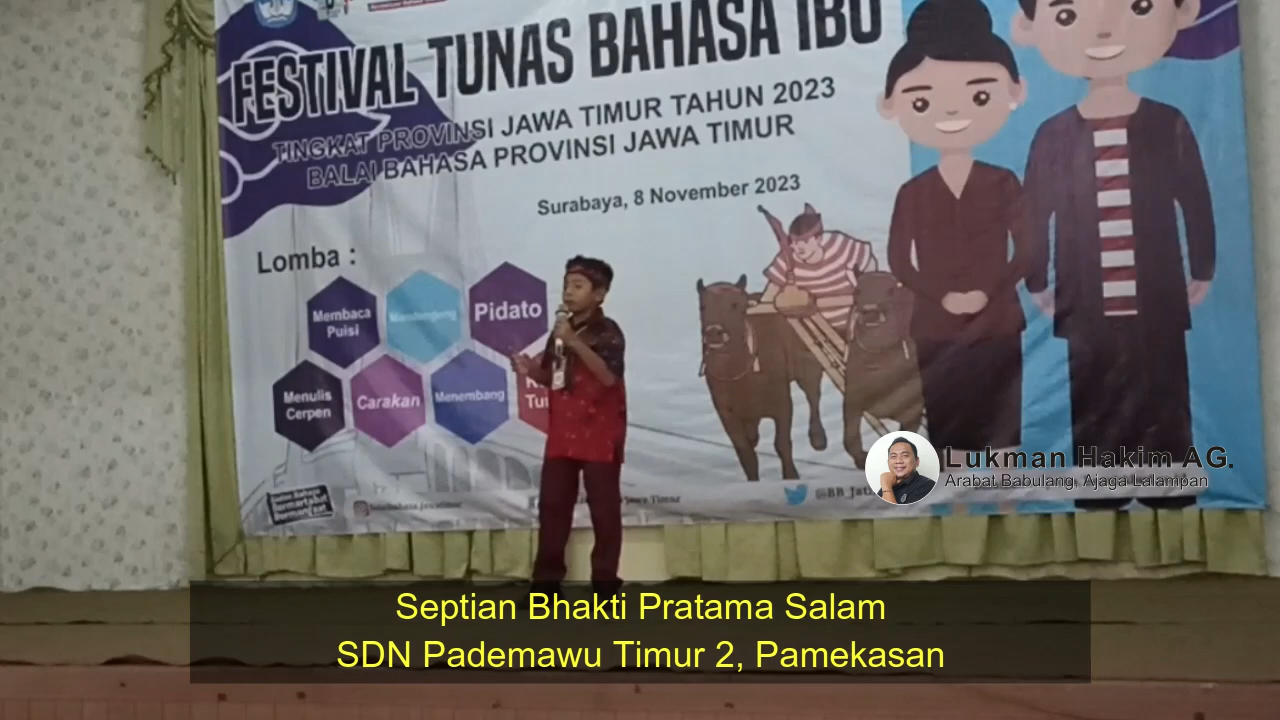 FESTIVAL TUNAS BAHASA IBU
TINGKAT PROVINSI JAWA TIMUR TAHUN 2023
BALAI BAHASA PROVINSI JAWA TIMUR
Surabaya, 8 November 2023
Lomba :
Membaca
Puisi
Mendongeng
Pidato
Menulis
Cerpen
Carakan
Menembang
Lukman Hakim AG.
Arabat Babulang, Ajaga Lalampan
Septian Bhakti Pratama Salam
SDN Pademawu Timur 2, Pamekasan